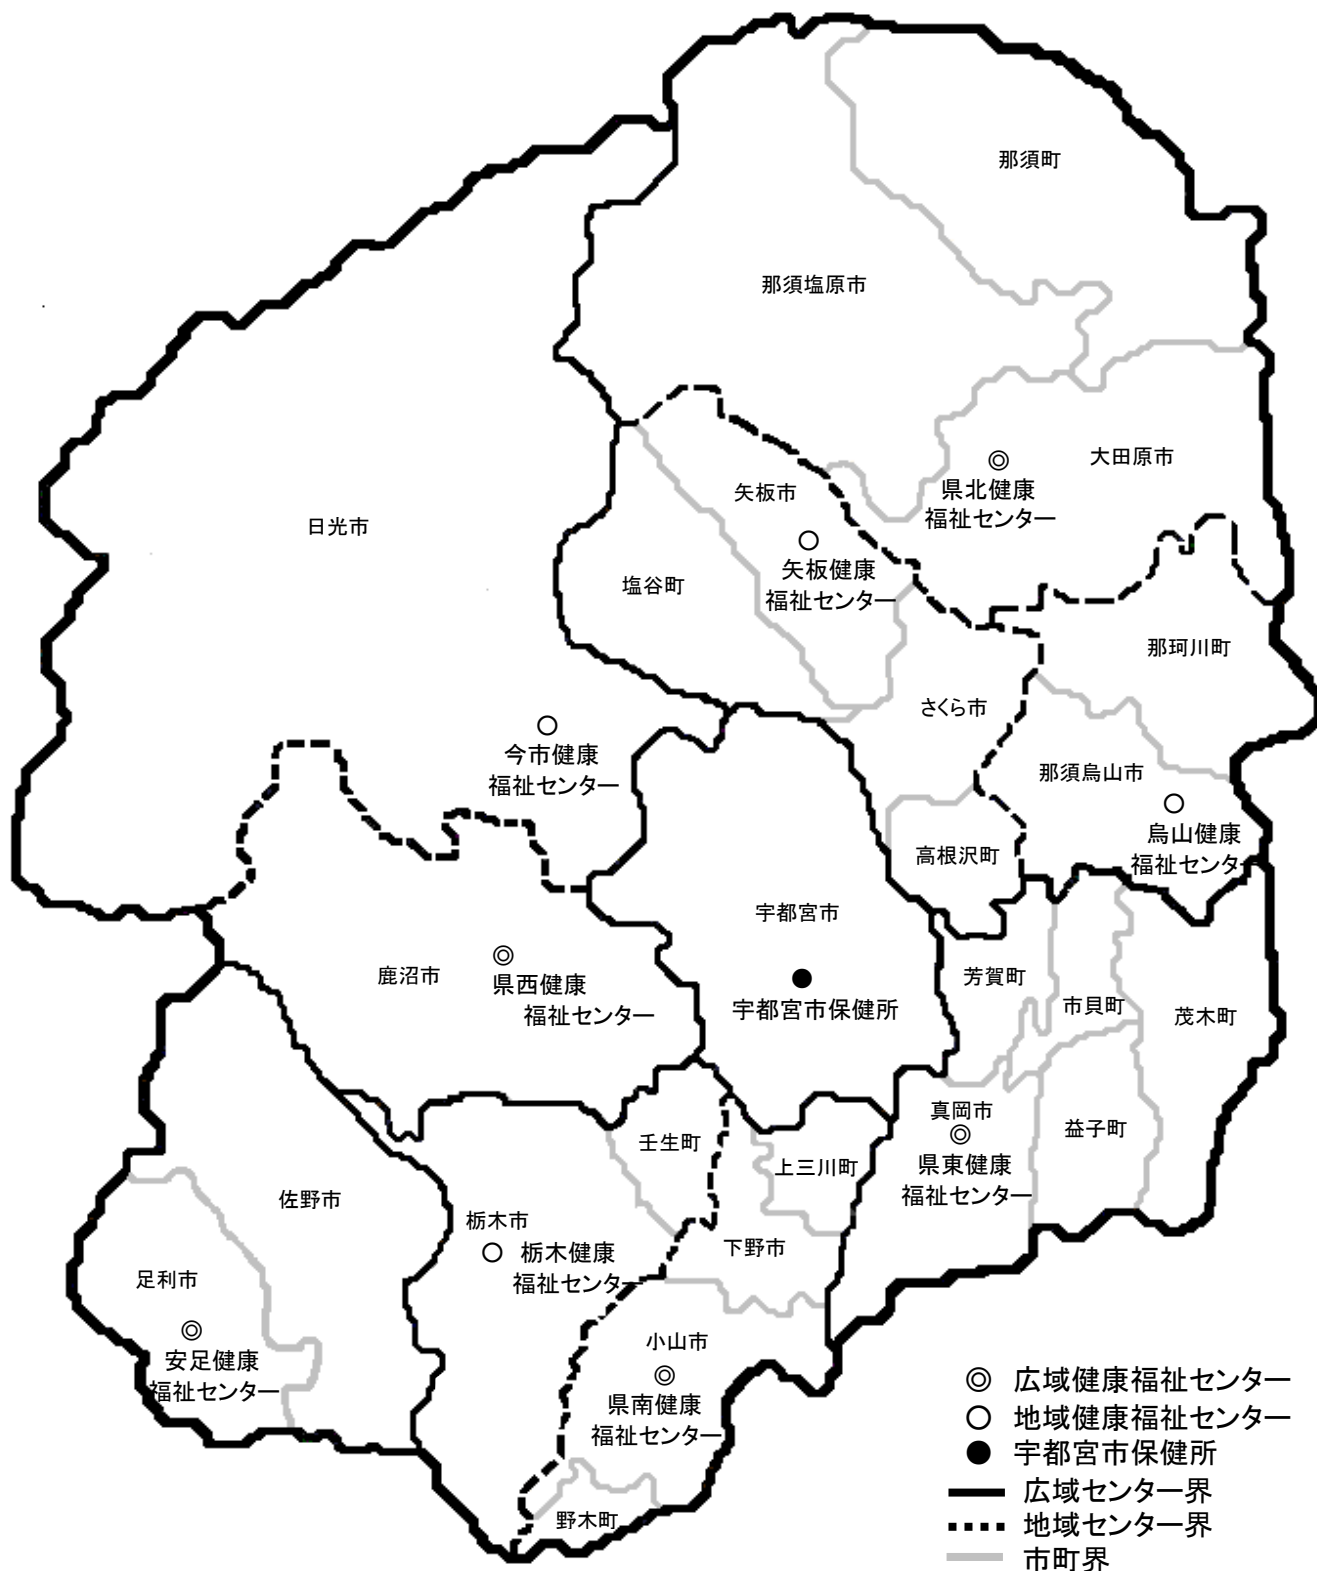 那須町
那須塩原市
大田原市
◎
県北健康
福祉センター
矢板市
○
矢板健康
福祉センター
日光市
塩谷町
那珂川町
さくら市
○
今市健康
福祉センター
那須烏山市
○
烏山健康
福祉センター
高根沢町
宇都宮市
●
宇都宮市保健所
鹿沼市
◎
県西健康
福祉センター
芳賀町
市貝町
茂木町
真岡市
◎
県東健康
福祉センター
益子町
壬生町
上三川町
佐野市
栃木市
○ 栃木健康
福祉センター
下野市
足利市
◎
安足健康
福祉センター
小山市
◎
県南健康
福祉センター
野木町
◎ 広域健康福祉センター
○ 地域健康福祉センター
● 宇都宮市保健所
広域センター界
地域センター界
市町界